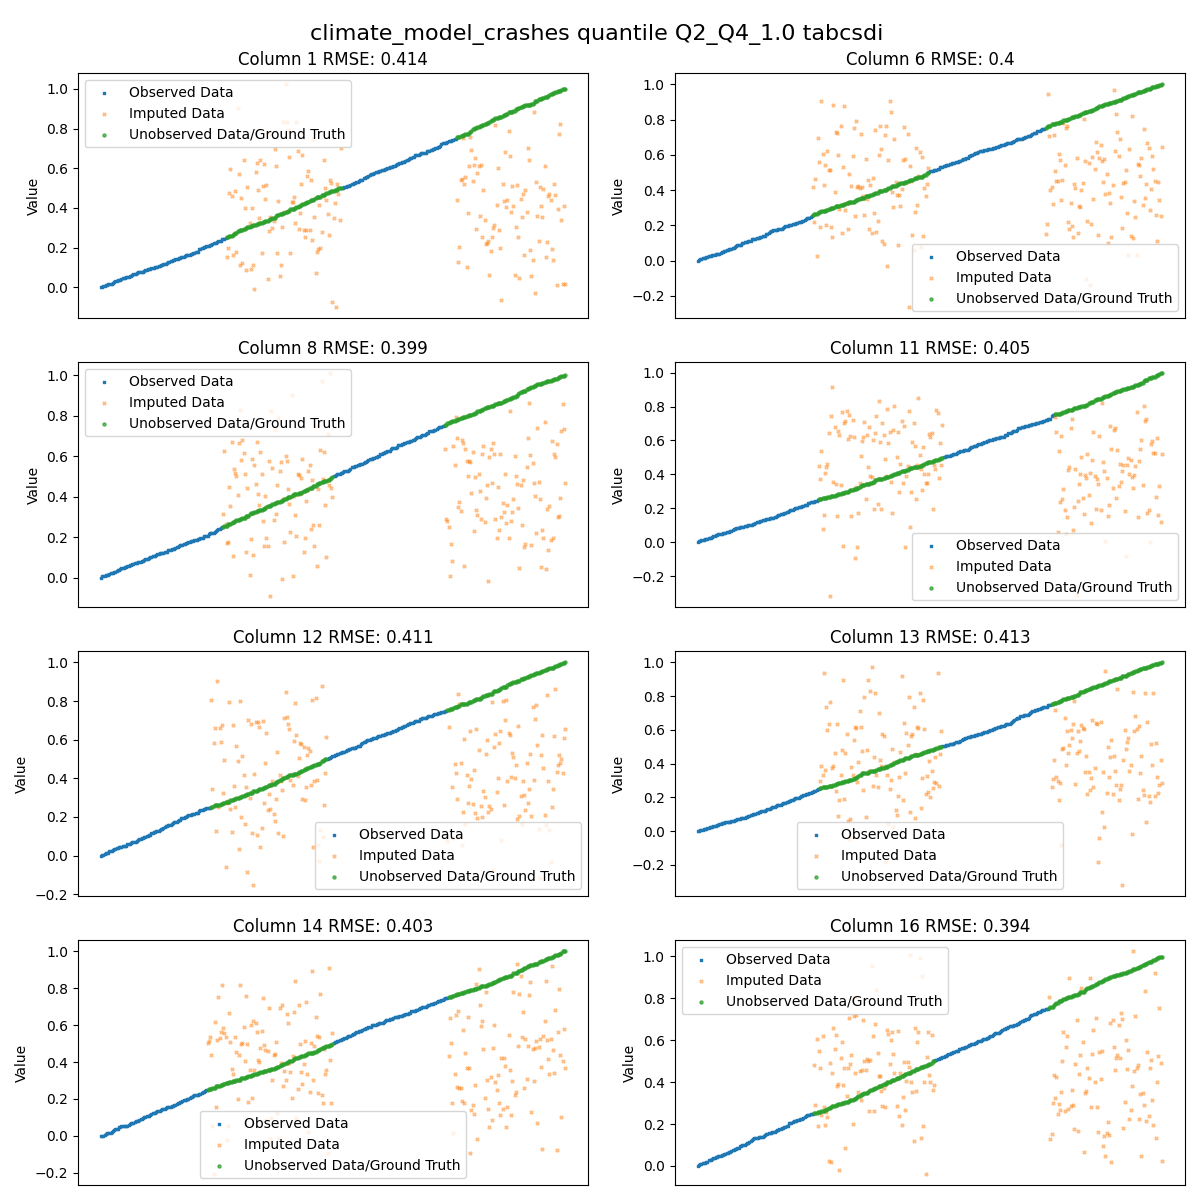 climate_model_crashes quantile Q2_Q4_1.0 tabcsdi
Column 1 RMSE: 0.414
Value
1.0
0.8
0.6
0.4
0.2
0.0
Observed Data
Imputed Data
Unobserved Data/Ground Truth
Column 6 RMSE: 0.4
Value
1.0
0.8
0.6
0.4
0.2
0.0
−0.2
Observed Data
Imputed Data
Unobserved Data/Ground Truth
Column 8 RMSE: 0.399
Value
1.0
0.8
0.6
0.4
0.2
0.0
Observed Data
Imputed Data
Unobserved Data/Ground Truth
Column 11 RMSE: 0.405
Value
1.0
0.8
0.6
0.4
0.2
0.0
−0.2
Observed Data
Imputed Data
Unobserved Data/Ground Truth
Column 12 RMSE: 0.411
Value
1.0
0.8
0.6
0.4
0.2
0.0
−0.2
Observed Data
Imputed Data
Unobserved Data/Ground Truth
Column 13 RMSE: 0.413
Value
1.0
0.8
0.6
0.4
0.2
0.0
−0.2
Observed Data
Imputed Data
Unobserved Data/Ground Truth
Column 14 RMSE: 0.403
Value
1.0
0.8
0.6
0.4
0.2
0.0
−0.2
Observed Data
Imputed Data
Unobserved Data/Ground Truth
Column 16 RMSE: 0.394
Value
1.0
0.8
0.6
0.4
0.2
0.0
Observed Data
Imputed Data
Unobserved Data/Ground Truth